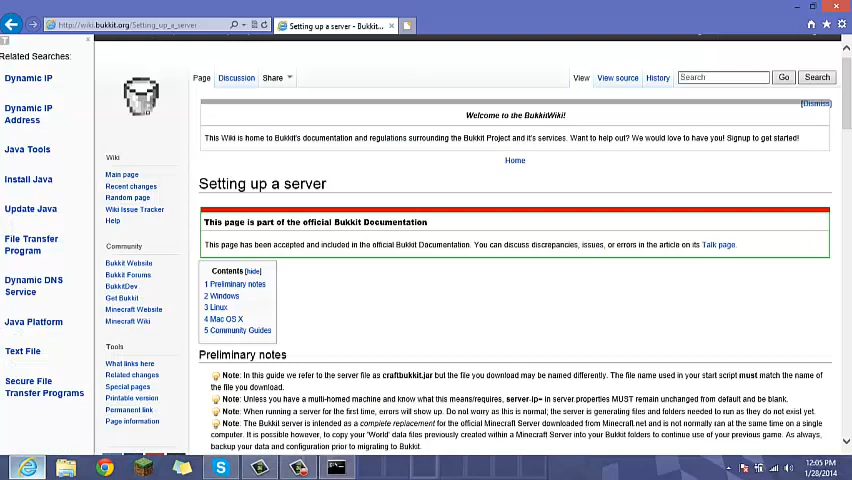 http://wiki.bukkit.org/Setting_up_a_server
Setting up a server - Bukkit...
Related Searches:
Dynamic IP
Dynamic IP
Address
Java Tools
Install Java
Update Java
File Transfer
Program
Dynamic DNS
Service
Java Platform
Text File
Secure File
Transfer Programs
Wiki
Main page
Recent changes
Random page
Wiki Issue Tracker
Help
Community
Bukkit Website
Bukkit Forums
BukkitDev
Get Bukkit
Minecraft Website
Minecraft Wiki
Tools
What links here
Related changes
Special pages
Printable version
Permanent link
Page information
Page Discussion Share View View source History Search Go Search
[Dismiss]
Welcome to the BukkitWiki!
This Wiki is home to Bukkit's documentation and regulations surrounding the Bukkit Project and it's services. Want to help out? We would love to have you! Signup to get started!
Home
Setting up a server
This page is part of the official Bukkit Documentation
This page has been accepted and included in the official Bukkit Documentation. You can discuss discrepancies, issues, or errors in the article on its Talk page.
Contents [hide]
1 Preliminary notes
2 Windows
3 Linux
4 Mac OS X
5 Community Guides
Preliminary notes
Note: In this guide we refer to the server file as craftbukkit.jar but the file you download may be named differently. The file name used in your start script must match the name of
the file you download.
Note: Unless you have a multi-homed machine and know what this means/requires, server-ip= in server.properties MUST remain unchanged from default and be blank.
Note: When running a server for the first time, errors will show up. Do not worry as this is normal; the server is generating files and folders needed to run as they do not exist yet.
Note: The Bukkit server is intended as a complete replacement for the official Minecraft Server downloaded from Minecraft.net and is not normally ran at the same time on a single
computer. It is possible however, to copy your 'World' data files previously created within a Minecraft Server into your Bukkit folders to continue use of your previous game. As always,
backup your data and configuration prior to migrating to Bukkit.
12:05 PM
1/28/2014